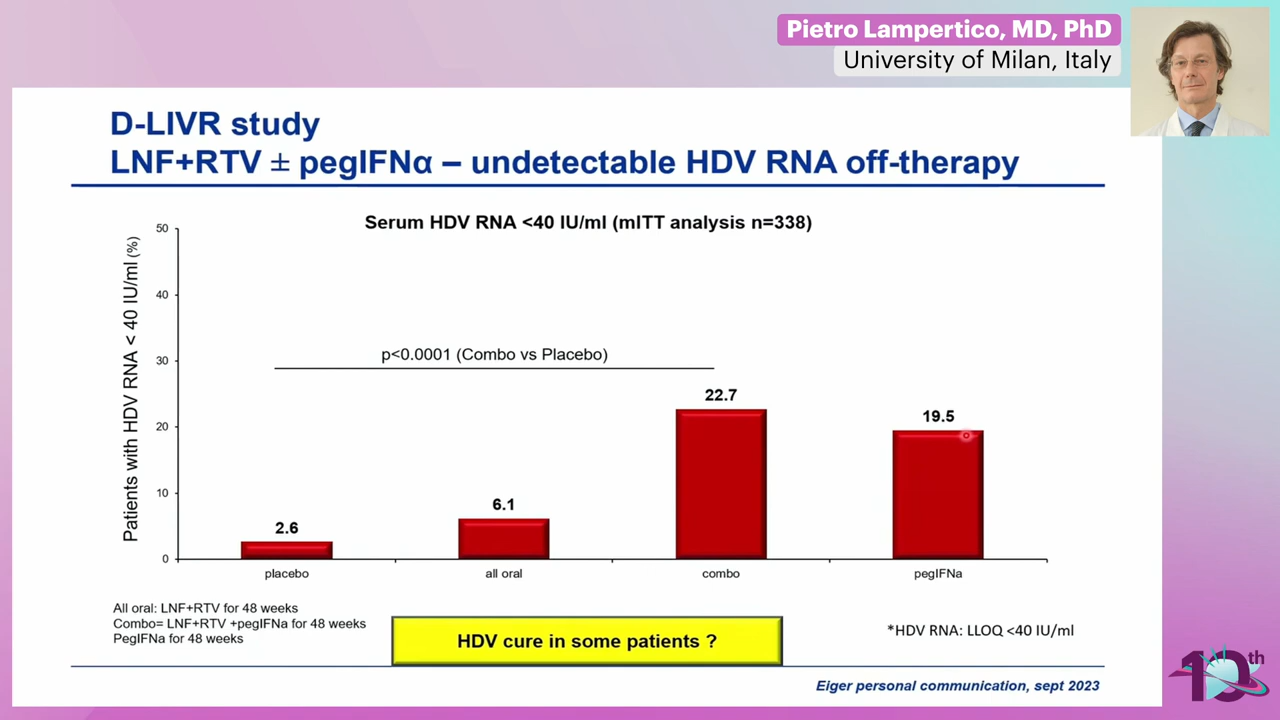 Pietro Lampertico, MD, PhD
University of Milan, Italy
D-LIVR study
LNF+RTV ± pegIFNα – undetectable HDV RNA off-therapy
Serum HDV RNA <40 IU/ml (mITT analysis n=338)
Patients with HDV RNA < 40 IU/ml (%)
50
40
30
20
10
0
p<0.0001 (Combo vs Placebo)
2.6
6.1
22.7
19.5
placebo
all oral
combo
pegIFNa
All oral: LNF+RTV for 48 weeks
Combo= LNF+RTV +pegIFNa for 48 weeks
PegIFNa for 48 weeks
HDV cure in some patients ?
*HDV RNA: LLOQ <40 IU/ml
Eiger personal communication, sept 2023
10th